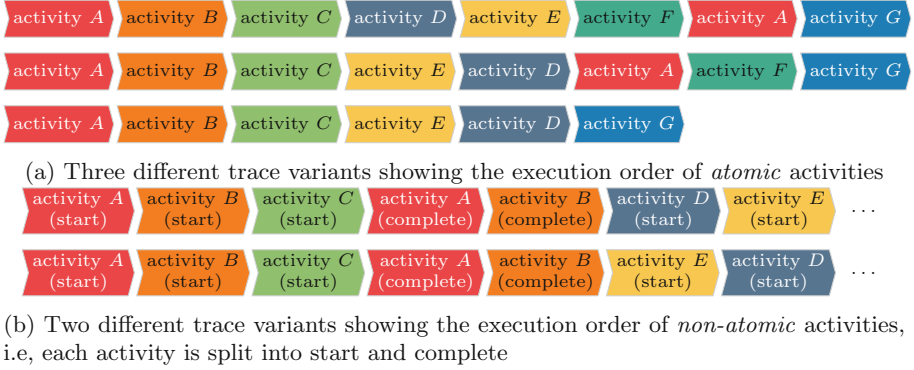 activity A activity B activity C activity D activity E activity F activity A activity G
activity A activity B activity C activity E activity D activity A activity F activity G
activity A activity B activity C activity E activity D activity G
(a) Three different trace variants showing the execution order of atomic activities
activity A activity B activity C activity A activity B activity D activity E
(start) (start) (start) (complete) (complete) (start) (start) ...
activity A activity B activity C activity A activity B activity E activity D
(start) (start) (start) (complete) (complete) (start) (start) ...
(b) Two different trace variants showing the execution order of non-atomic activities,
i.e, each activity is split into start and complete